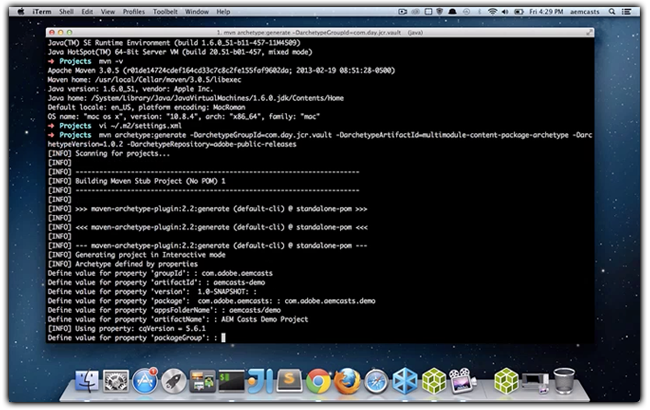 iTerm Shell Edit View Profiles Toolbelt Window Help
Fri 4:29 PM aemcasts
1. mvn archetype:generate -DarchetypeGroupId=com.day.jcr.vault (java)
Java(TM) SE Runtime Environment (build 1.6.0_51-b11-457-11M4509)
Java HotSpot(TM) 64-Bit Server VM (build 20.51-b01-457, mixed mode)
➜ Projects mvn -v
Apache Maven 3.0.5 (r01de14724cdef164cd33c7c8c2fe155faf9602da; 2013-02-19 08:51:28-0500)
Maven home: /usr/local/Cellar/maven/3.0.5/libexec
Java version: 1.6.0_51, vendor: Apple Inc.
Java home: /System/Library/Java/JavaVirtualMachines/1.6.0.jdk/Contents/Home
Default locale: en_US, platform encoding: MacRoman
OS name: "mac os x", version: "10.8.4", arch: "x86_64", family: "mac"
➜ Projects vi ~/.m2/settings.xml
➜ Projects mvn archetype:generate -DarchetypeGroupId=com.day.jcr.vault -DarchetypeArtifactId=multimodule-content-package-archetype -Darc
hetypeVersion=1.0.2 -DarchetypeRepository=adobe-public-releases
[INFO] Scanning for projects...
[INFO]
[INFO] ------------------------------------------------------------------------
[INFO] Building Maven Stub Project (No POM) 1
[INFO] ------------------------------------------------------------------------
[INFO]
[INFO] >>> maven-archetype-plugin:2.2:generate (default-cli) @ standalone-pom >>>
[INFO]
[INFO] <<< maven-archetype-plugin:2.2:generate (default-cli) @ standalone-pom <<<
[INFO]
[INFO] --- maven-archetype-plugin:2.2:generate (default-cli) @ standalone-pom ---
[INFO] Generating project in Interactive mode
[INFO] Archetype defined by properties
Define value for property 'groupId': : com.adobe.aemcasts
Define value for property 'artifactId': : aemcasts-demo
Define value for property 'version': 1.0-SNAPSHOT: :
Define value for property 'package': com.adobe.aemcasts: : com.aemcasts.demo
Define value for property 'appsFolderName': : aemcasts/demo
Define value for property 'artifactName': : AEM Casts Demo Project
[INFO] Using property: cqVersion = 5.6.1
Define value for property 'packageGroup': :